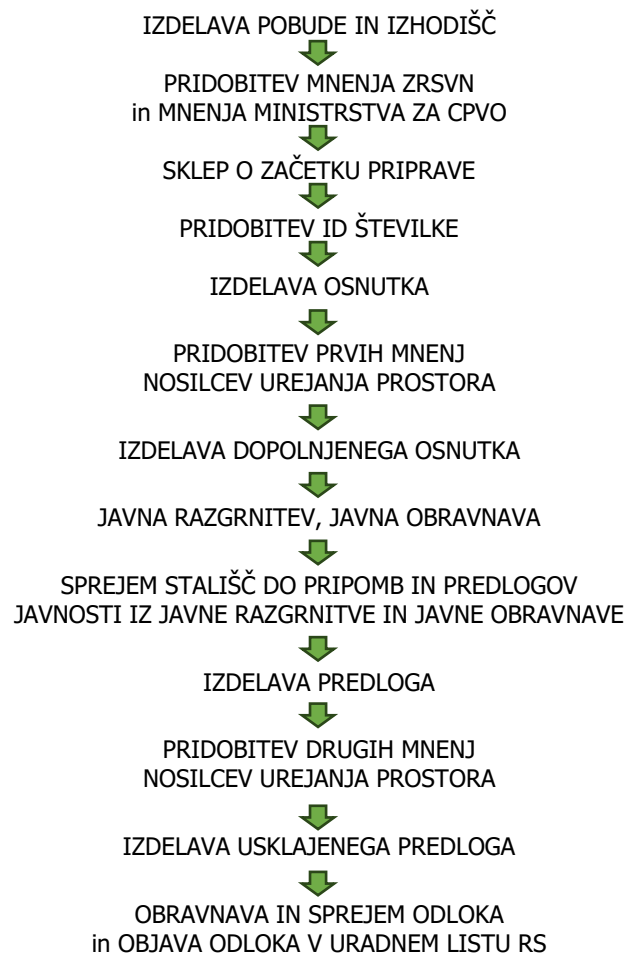 IZDELAVA POBUDE IN IZHODIŠČ
PRIDOBITEV MNENJA ZRSVN
in MNENJA MINISTRSTVA ZA CPVO
SKLEP O ZAČETKU PRIPRAVE
PRIDOBITEV ID ŠTEVILKE
IZDELAVA OSNUTKA
PRIDOBITEV PRVIH MNENJ
NOSILCEV UREJANJA PROSTORA
IZDELAVA DOPOLNJENEGA OSNUTKA
JAVNA RAZGRNITEV, JAVNA OBRAVNAVA
SPREJEM STALIŠČ DO PRIPOMB IN PREDLOGOV
JAVNOSTI IZ JAVNE RAZGRNITVE IN JAVNE OBRAVNAVE
IZDELAVA PREDLOGA
PRIDOBITEV DRUGIH MNENJ
NOSILCEV UREJANJA PROSTORA
IZDELAVA USKLAJENEGA PREDLOGA
OBRAVNAVA IN SPREJEM ODLOKA
in OBJAVA ODLOKA V URADNEM LISTU RS